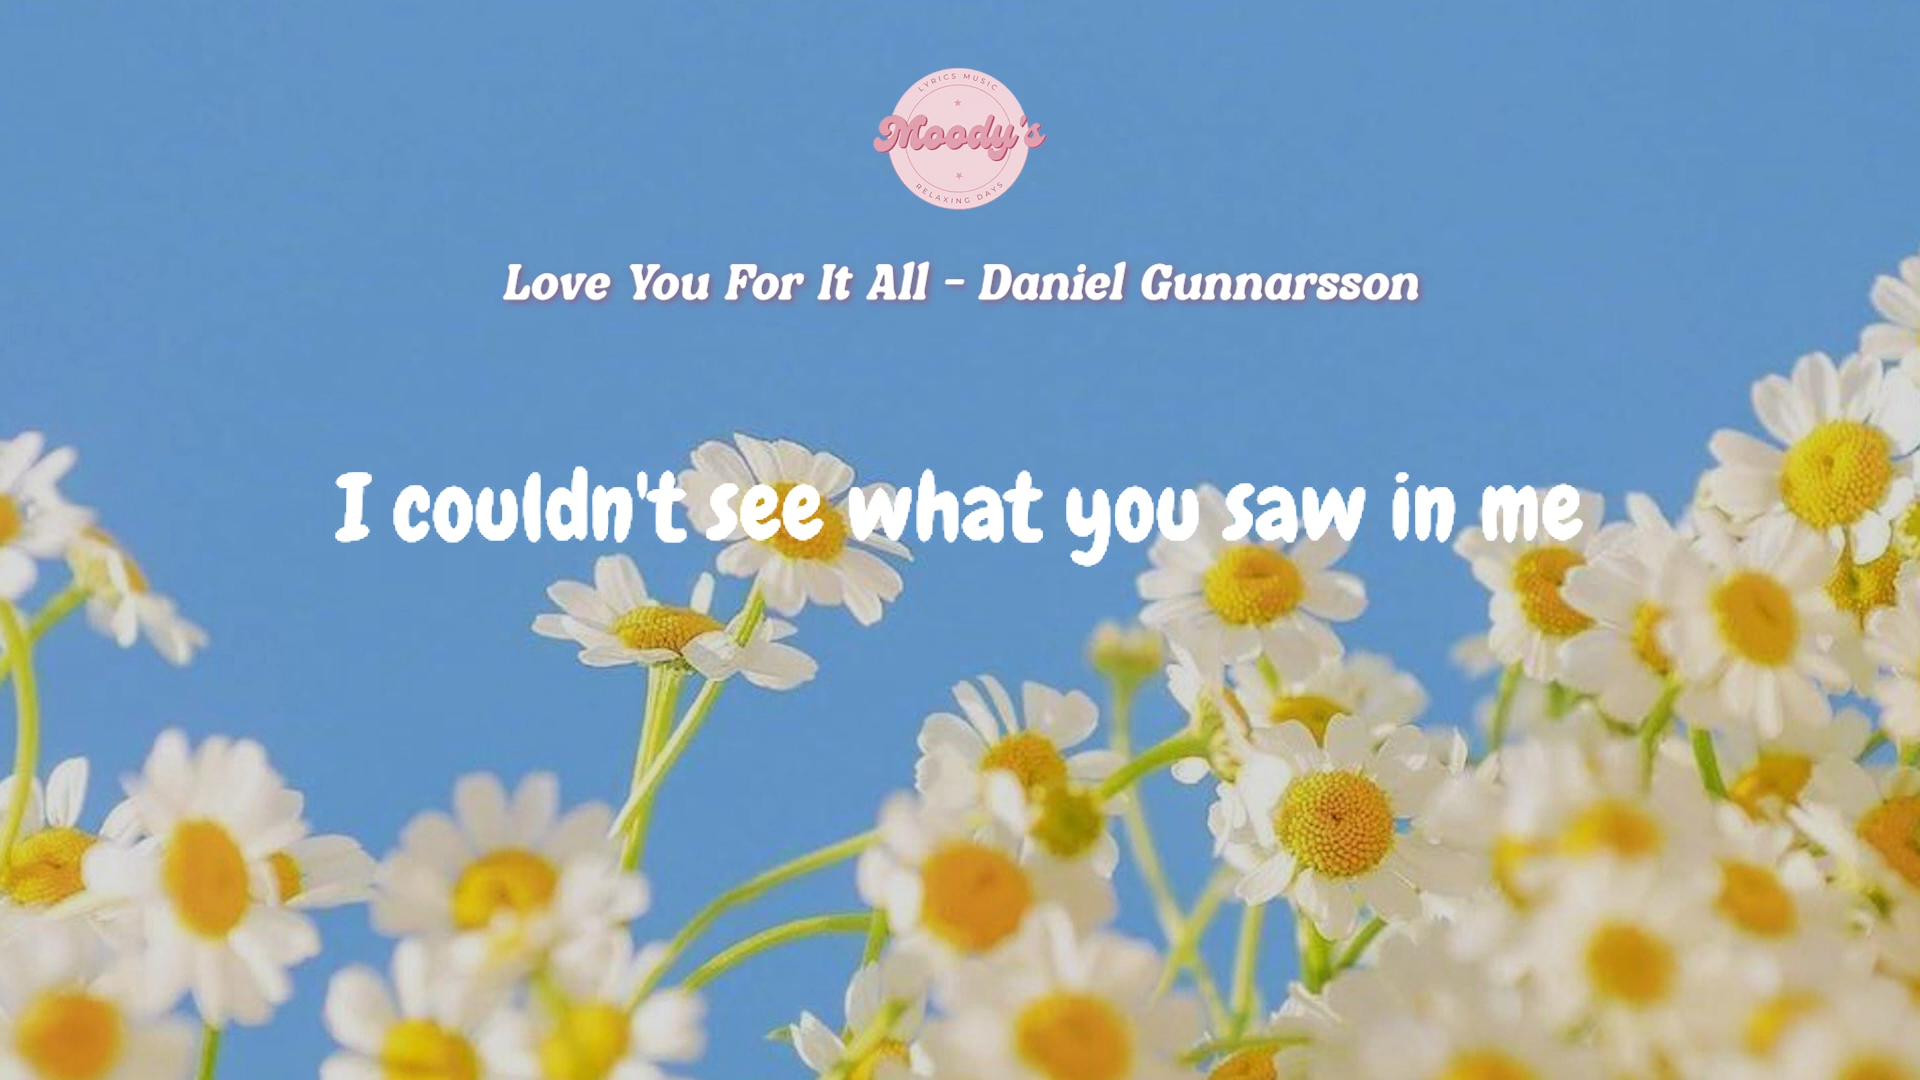 LYRICS MUSIC
Moody's
RELAXING DAYS
Love You For It All - Daniel Gunnarsson
I couldn't see what you saw in me